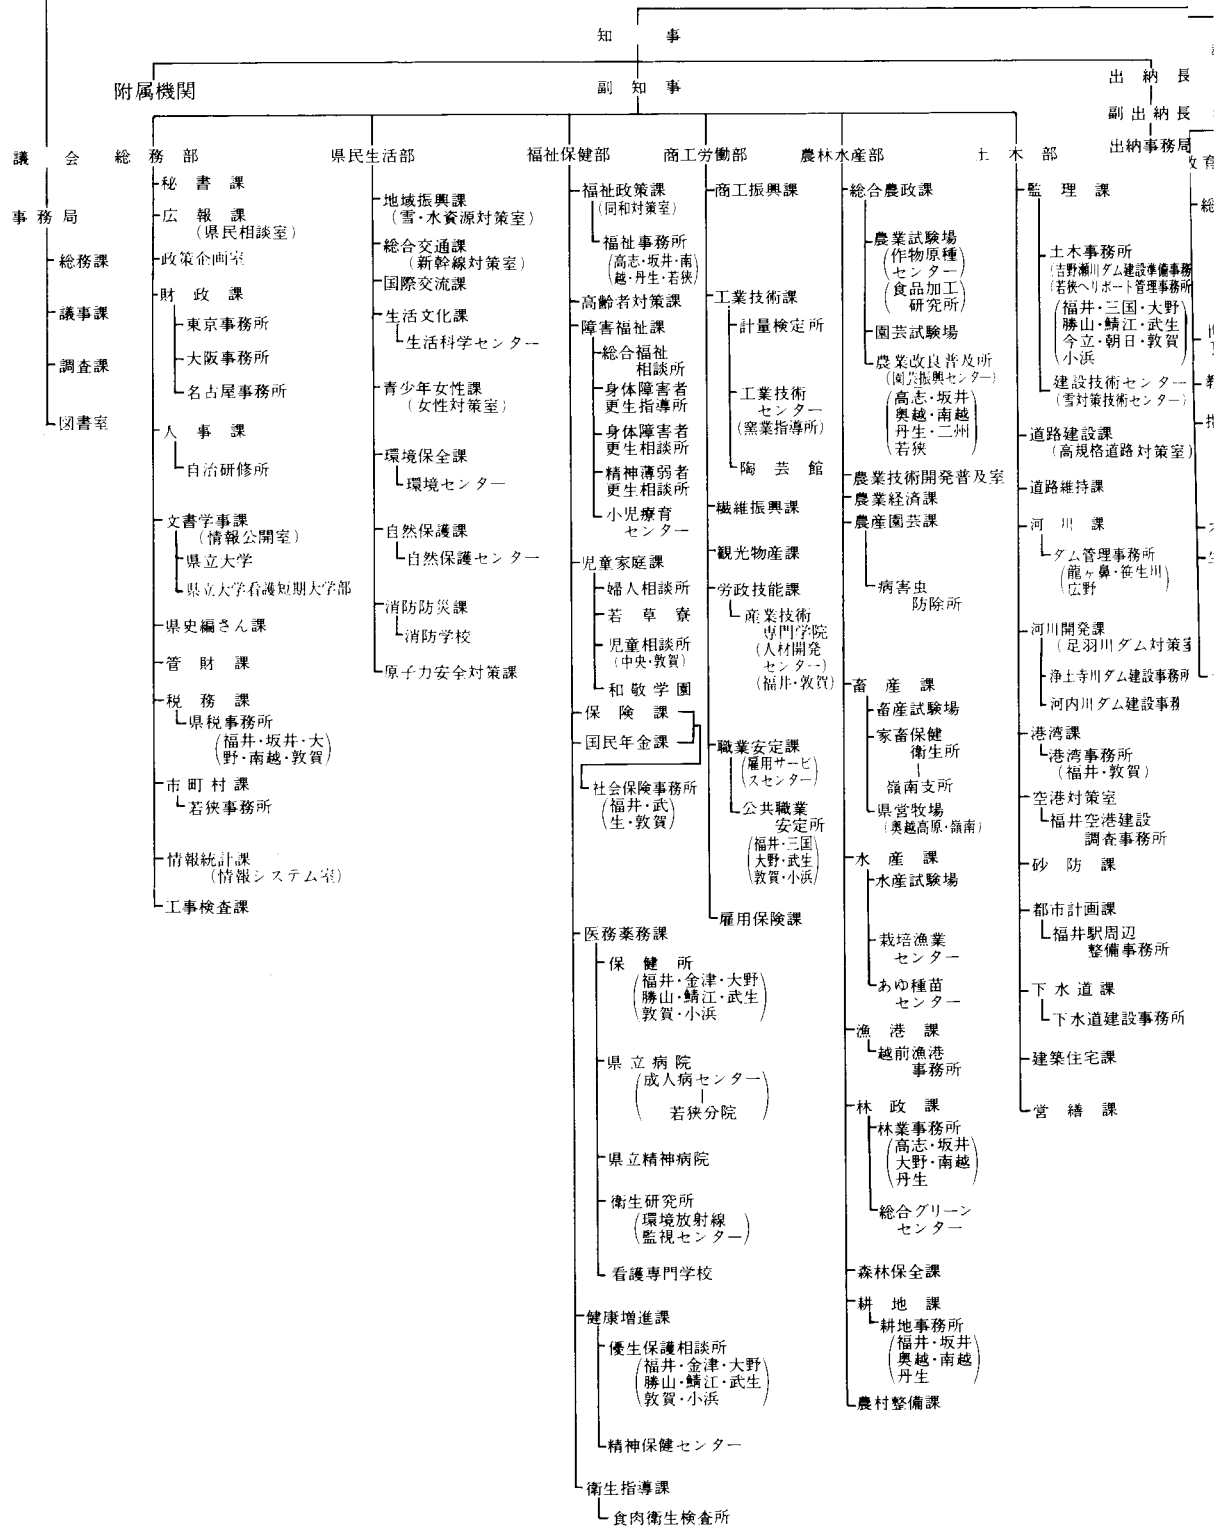 知事
附属機関
副知事
出納長
副出納長
出納事務局
議会
事務局
総務課
議事課
調査課
図書室
総務部
秘書課
広報課
(県民相談室)
政策企画室
財政課
東京事務所
大阪事務所
名古屋事務所
人事課
自治研修所
文書学事課
(情報公開室)
県立大学
県立大学看護短期大学部
県史編さん課
管財課
税務課
県税事務所
(福井・坂井・大
野・南越・敦賀)
市町村課
若狭事務所
情報統計課
(情報システム室)
工事検査課
県民生活部
地域振興課
(雪・水資源対策室)
総合交通課
(新幹線対策室)
国際交流課
生活文化課
生活科学センター
青少年女性課
(女性対策室)
環境保全課
環境センター
自然保護課
自然保護センター
消防防災課
消防学校
原子力安全対策課
福祉保健部
福祉政策課
(同和対策室)
福祉事務所
(高志・坂井・南
越・丹生・若狭)
高齢者対策課
障害福祉課
総合福祉
相談所
身体障害者
更生指導所
身体障害者
更生相談所
精神薄弱者
更生相談所
小児療育
センター
児童家庭課
婦人相談所
若草寮
児童相談所
(中央・敦賀)
和敬学園
保険課
国民年金課
社会保険事務所
(福井・武
生・敦賀)
医務薬務課
保健所
(福井・金津・大野
勝山・鯖江・武生
敦賀・小浜)
県立病院
(成人病センター
若狭分院)
県立精神病院
衛生研究所
(環境放射線
監視センター)
看護専門学校
健康増進課
優生保護相談所
(福井・金津・大野
勝山・鯖江・武生
敦賀・小浜)
精神保健センター
衛生指導課
食肉衛生検査所
商工労働部
商工振興課
工業技術課
計量検定所
工業技術
センター
(窯業指導所)
陶芸館
繊維振興課
観光物産課
労政技能課
産業技術
専門学院
(人材開発
センター)
(福井・敦賀)
職業安定課
(雇用サービ
スセンター)
公共職業
安定所
(福井・三国
大野・武生
敦賀・小浜)
雇用保険課
農林水産部
総合農政課
農業試験場
(作物原種
センター)
(食品加工
研究所)
園芸試験場
農業改良普及所
(園芸振興センター)
(高志・坂井
奥越・南越
丹生・二州
若狭)
農業技術開発普及室
農業経済課
農産園芸課
病害虫
防除所
畜産課
畜産試験場
家畜保健
衛生所
嶺南支所
県営牧場
(奥越高原・嶺南)
水産課
水産試験場
栽培漁業
センター
あゆ種苗
センター
漁港課
越前漁港
事務所
林政課
林業事務所
(高志・坂井
大野・南越
丹生)
総合グリーン
センター
森林保全課
耕地課
耕地事務所
(福井・坂井
奥越・南越
丹生)
農村整備課
土木部
監理課
土木事務所
(吉野瀬川ダム建設準備事務
(若狭ヘリポート管理事務所
(福井・三国・大野
勝山・鯖江・武生
今立・朝日・敦賀
小浜)
建設技術センター
(雪対策技術センター)
道路建設課
(高規格道路対策室)
道路維持課
河川課
ダム管理事務所
(龍ヶ鼻・笹生川
広野)
河川開発課
(足羽川ダム対策室
浄土寺川ダム建設事務所
河内川ダム建設事務
港湾課
港湾事務所
(福井・敦賀)
空港対策室
福井空港建設
調査事務所
砂防課
都市計画課
福井駅周辺
整備事務所
下水道課
下水道建設事務所
建築住宅課
営繕課
教育
総